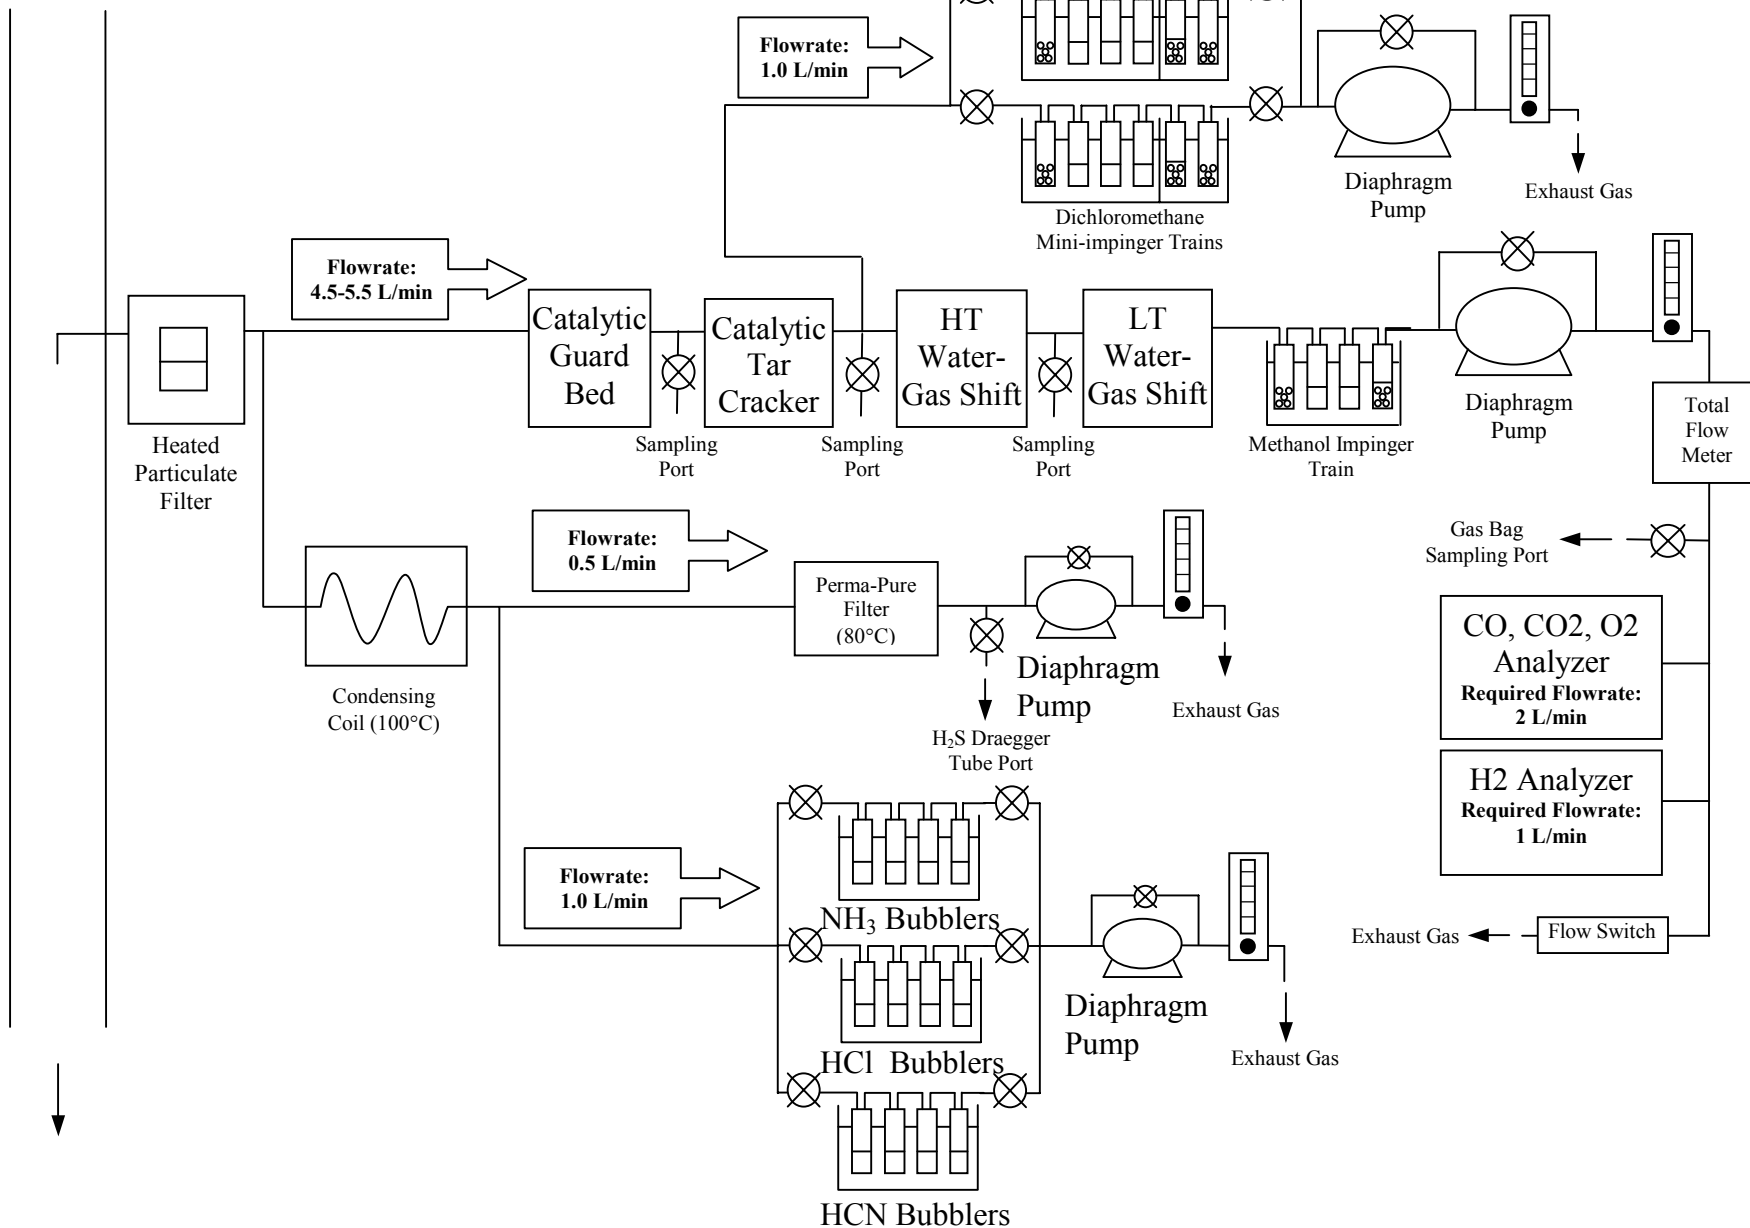 Flowrate:
1.0 L/min
Diaphragm
Pump
Exhaust Gas
Dichloromethane
Mini-impinger Trains
Flowrate:
4.5-5.5 L/min
Heated
Particulate
Filter
Catalytic
Guard
Bed
Sampling
Port
Catalytic
Tar
Cracker
Sampling
Port
HT
Water-
Gas Shift
Sampling
Port
LT
Water-
Gas Shift
Methanol Impinger
Train
Diaphragm
Pump
Total
Flow
Meter
Gas Bag
Sampling Port
CO, CO2, O2
Analyzer
Required Flowrate:
2 L/min
H2 Analyzer
Required Flowrate:
1 L/min
Flow Switch
Exhaust Gas
Condensing
Coil (100°C)
Flowrate:
0.5 L/min
Perma-Pure
Filter
(80°C)
H₂S Draegger
Tube Port
Diaphragm
Pump
Exhaust Gas
Flowrate:
1.0 L/min
NH₃ Bubblers
HCl Bubblers
HCN Bubblers
Diaphragm
Pump
Exhaust Gas